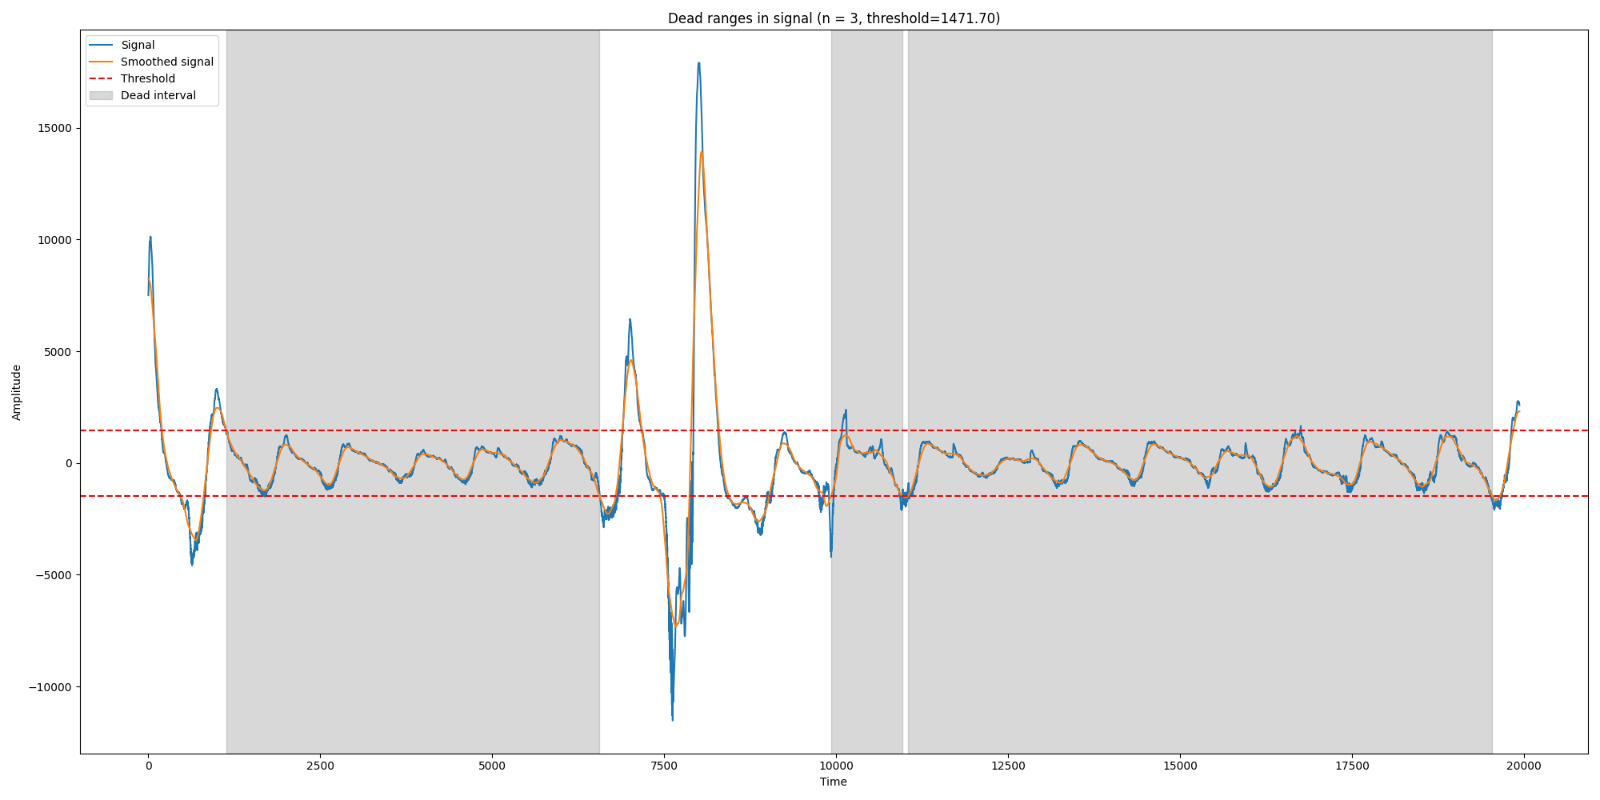 Dead ranges in signal (n = 3, threshold=1471.70)
Signal
Smoothed signal
Threshold
Dead interval
15000
10000
5000
0
−5000
−10000
Amplitude
0 2500 5000 7500 10000 12500 15000 17500 20000
Time